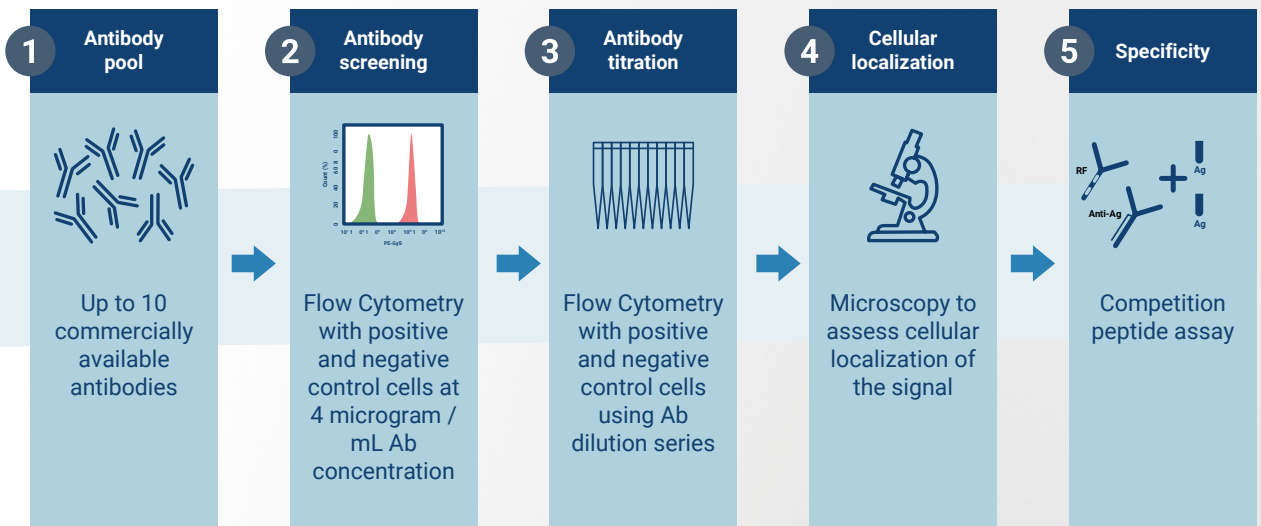 1
Antibody
pool
Up to 10
commercially
available
antibodies
2
Antibody
screening
Count (%)
PE-GyS
Flow Cytometry
with positive
and negative
control cells at
4 microgram /
mL Ab
concentration
3
Antibody
titration
Flow Cytometry
with positive
and negative
control cells
using Ab
dilution series
4
Cellular
localization
Microscopy to
assess cellular
localization of
the signal
5
Specificity
RF
Ag
Anti-Ag
Ag
Competition
peptide assay